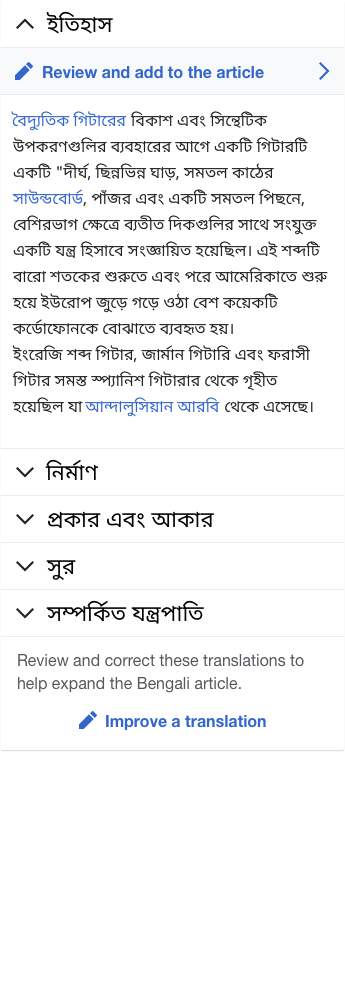 ইতিহাস
Review and add to the article
বৈদ্যুতিক গিটারের বিকাশ এবং সিন্থেটিক
উপকরণগুলির ব্যবহারের আগে একটি গিটারটি
একটি "দীর্ঘ, ছিন্নভিন্ন ঘাড়, সমতল কাঠের
সাউন্ডবোর্ড, পাঁজর এবং একটি সমতল পিছনে,
বেশিরভাগ ক্ষেত্রে ব্যতীত দিকগুলির সাথে সংযুক্ত
একটি যন্ত্র হিসাবে সংজ্ঞায়িত হয়েছিল। এই শব্দটি
বারো শতকের শুরুতে এবং পরে আমেরিকাতে শুরু
হয়ে ইউরোপ জুড়ে গড়ে ওঠা বেশ কয়েকটি
কর্ডোফোনকে বোঝাতে ব্যবহৃত হয়।
ইংরেজি শব্দ গিটার, জার্মান গিটারি এবং ফরাসী
গিটার সমস্ত স্প্যানিশ গিটারার থেকে গৃহীত
হয়েছিল যা আন্দালুসিয়ান আরবি থেকে এসেছে।
নির্মাণ
প্রকার এবং আকার
সুর
সম্পর্কিত যন্ত্রপাতি
Review and correct these translations to
help expand the Bengali article.
Improve a translation